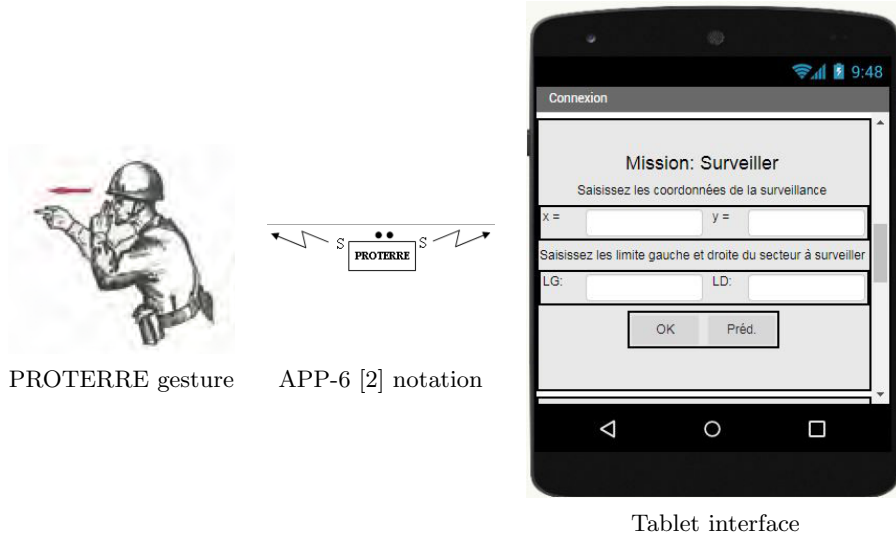 9:48
Connexion
Mission: Surveiller
Saisissez les coordonnées de la surveillance
x =
y =
S
PROTERRE
S
Saisissez les limite gauche et droite du secteur à surveiller
LG:
LD:
OK
Préd.
PROTERRE gesture
APP-6 [2] notation
Tablet interface